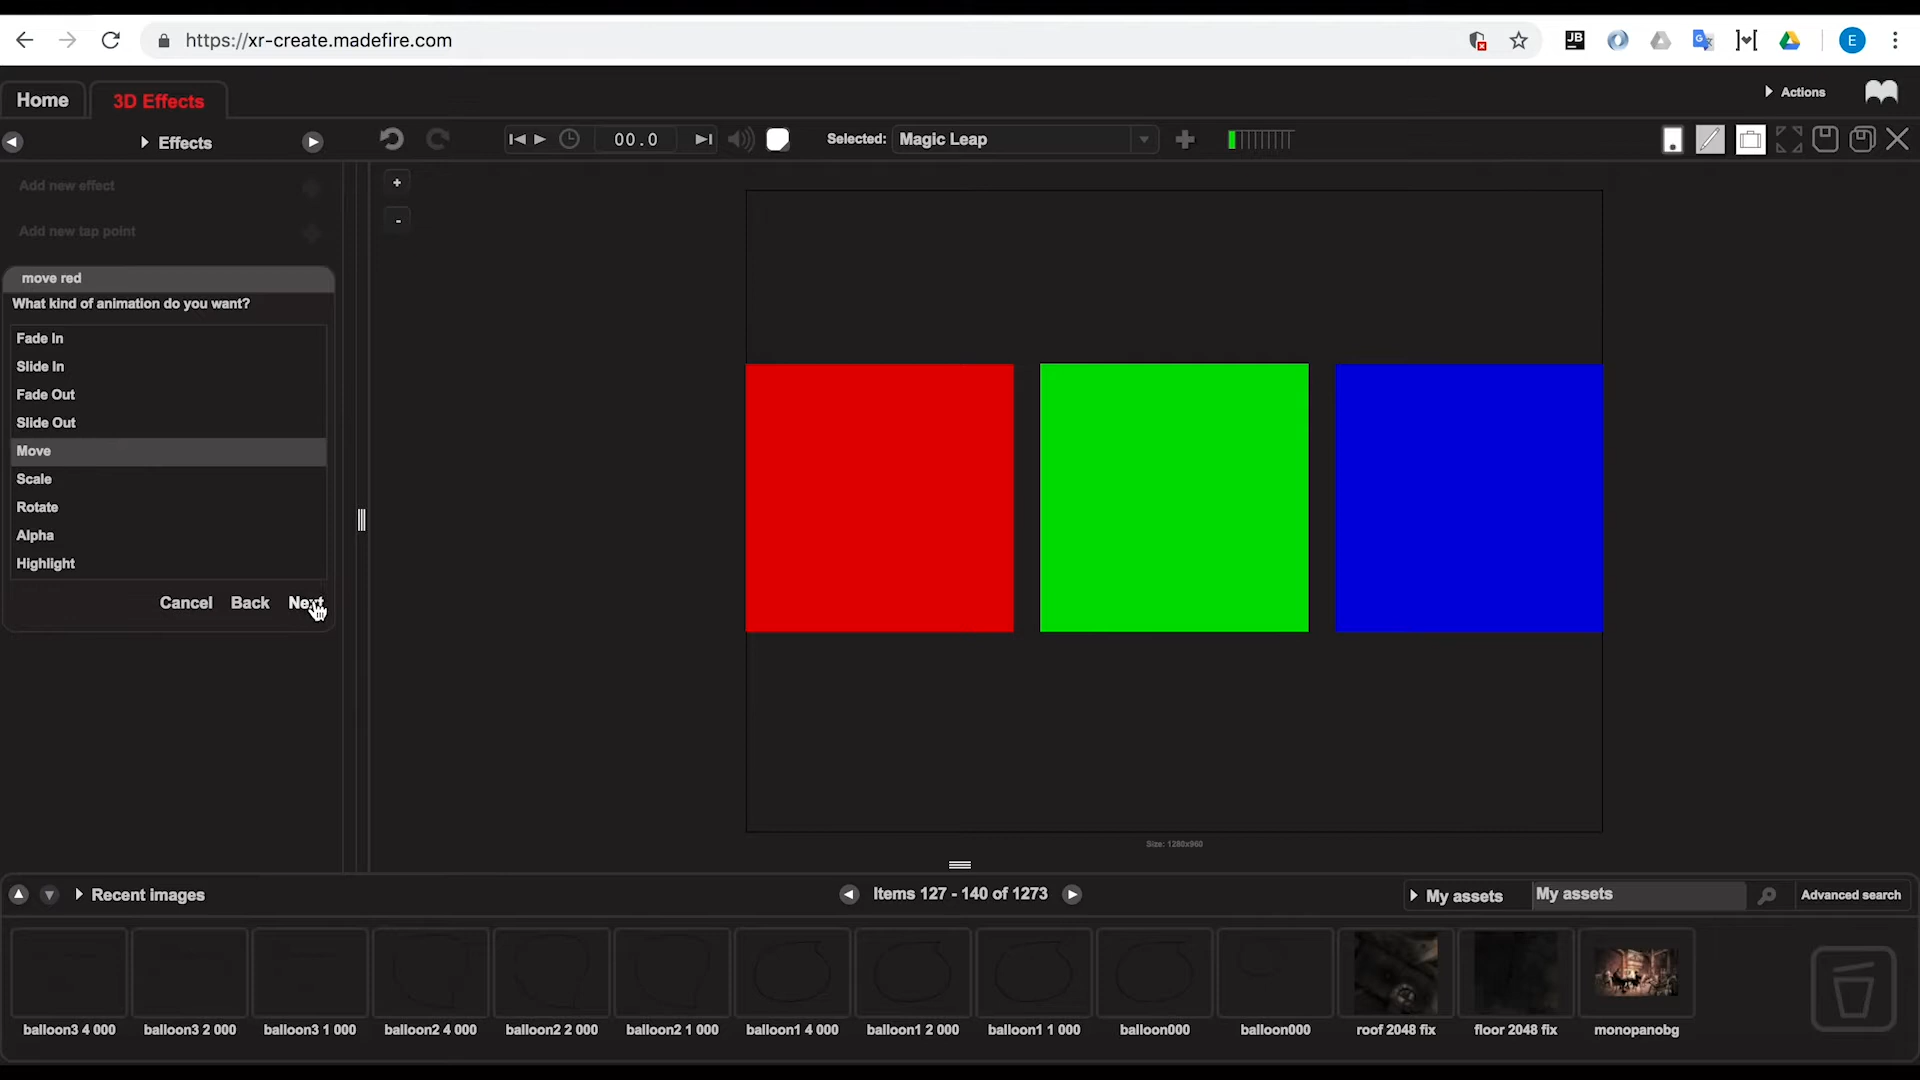 https://xr-create.madefire.com
JB
E
Home
3D Effects
Actions
Effects
00.0
Selected:
Magic Leap
Add new effect
Add new tap point
+
-
move red
What kind of animation do you want?
Fade In
Slide In
Fade Out
Slide Out
Move
Scale
Rotate
Alpha
Highlight
Cancel Back Next
Size: 1280x960
Recent images
Items 127 - 140 of 1273
My assets
My assets
Advanced search
balloon3 4 000
balloon3 2 000
balloon3 1 000
balloon2 4 000
balloon2 2 000
balloon2 1 000
balloon1 4 000
balloon1 2 000
balloon1 1 000
balloon000
balloon000
roof 2048 fix
floor 2048 fix
monopanobg